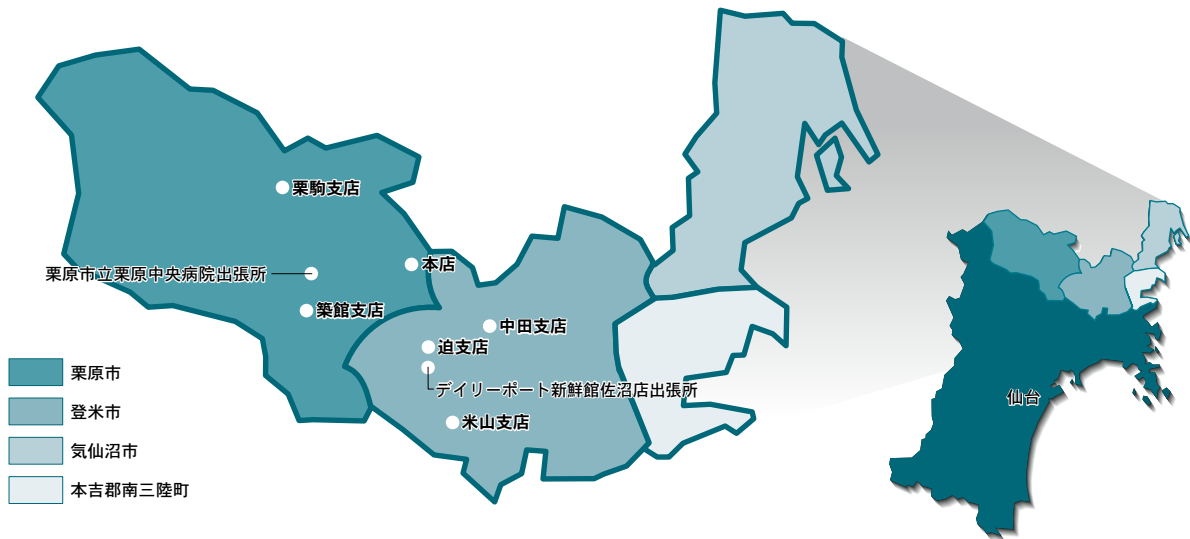 栗駒支店
栗原市立栗原中央病院出張所
本店
築館支店
中田支店
迫支店
デイリーポート新鮮館佐沼店出張所
米山支店
栗原市
登米市
気仙沼市
本吉郡南三陸町
仙台